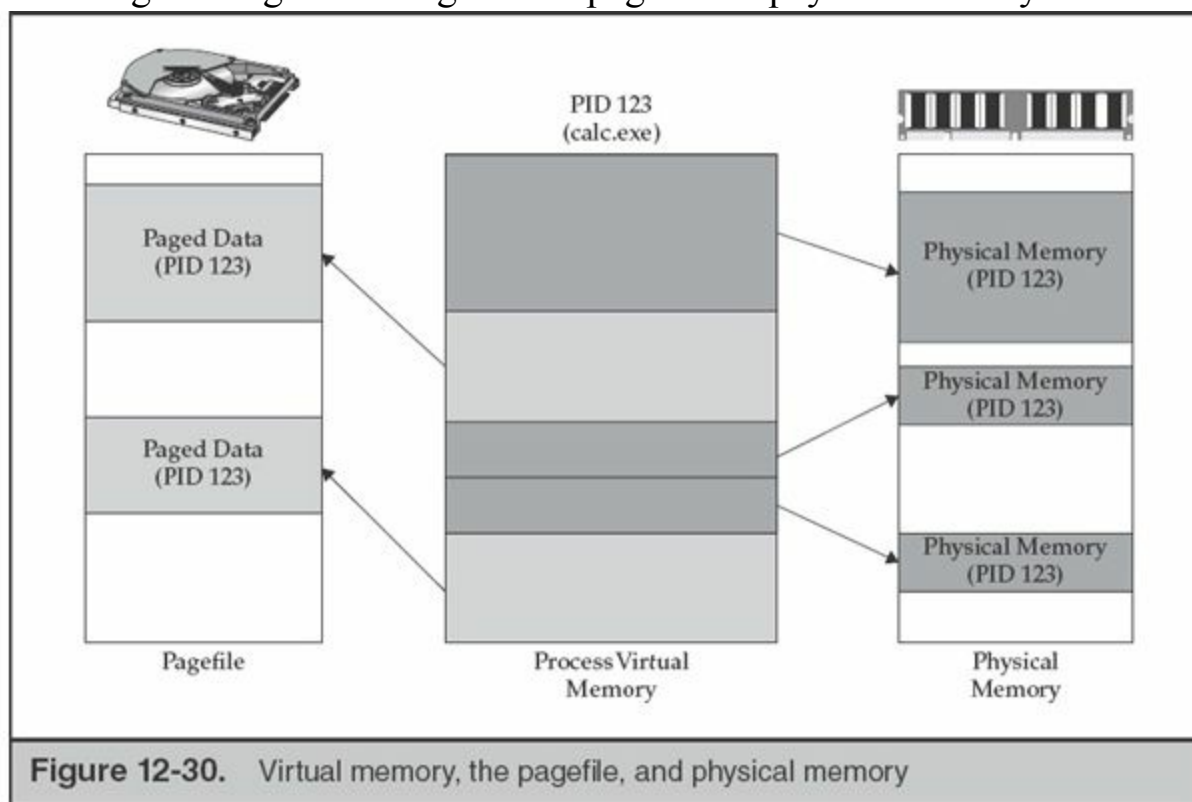 PID 123
(calc.exe)
Paged Data
(PID 123)
Paged Data
(PID 123)
Physical Memory
(PID 123)
Physical Memory
(PID 123)
Physical Memory
(PID 123)
Pagefile
Process Virtual
Memory
Physical
Memory
Figure 12-30. Virtual memory, the pagefile, and physical memory